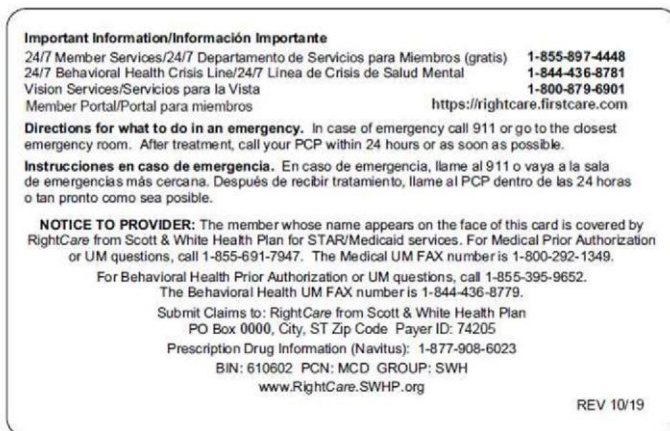 Important Information/Información Importante
24/7 Member Services/24/7 Departamento de Servicios para Miembros (gratis) 1-855-897-4448
24/7 Behavioral Health Crisis Line/24/7 Línea de Crisis de Salud Mental 1-844-436-8781
Vision Services/Servicios para la Vista 1-800-879-6901
Member Portal/Portal para miembros https://rightcare.firstcare.com
Directions for what to do in an emergency. In case of emergency call 911 or go to the closest
emergency room. After treatment, call your PCP within 24 hours or as soon as possible.
Instrucciones en caso de emergencia. En caso de emergencia, llame al 911 o vaya a la sala
de emergencias más cercana. Después de recibir tratamiento, llame al PCP dentro de las 24 horas
o tan pronto como sea posible.
NOTICE TO PROVIDER: The member whose name appears on the face of this card is covered by
RightCare from Scott & White Health Plan for STAR/Medicaid services. For Medical Prior Authorization
or UM questions, call 1-855-691-7947. The Medical UM FAX number is 1-800-292-1349.
For Behavioral Health Prior Authorization or UM questions, call 1-855-395-9652.
The Behavioral Health UM FAX number is 1-844-436-8779.
Submit Claims to: RightCare from Scott & White Health Plan
PO Box 0000, City, ST Zip Code Payer ID: 74205
Prescription Drug Information (Navitus): 1-877-908-6023
BIN: 610602 PCN: MCD GROUP: SWH
www.RightCare.SWHP.org
REV 10/19